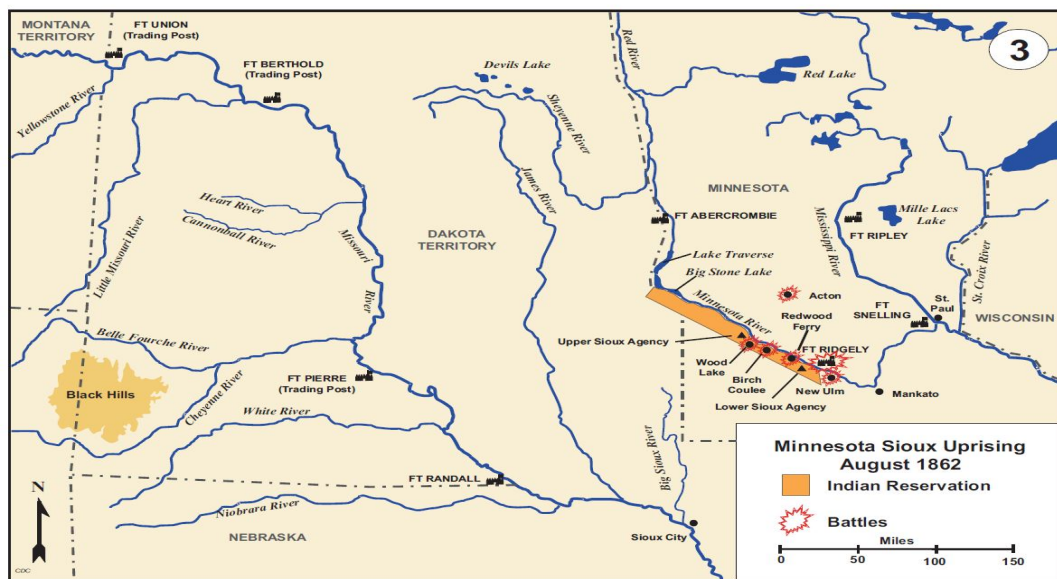 MONTANA
TERRITORY
FT UNION
(Trading Post)
FT BERTHOLD
(Trading Post)
Devils Lake
Red River
Red Lake
3
Yellowstone River
Sheyenne River
James River
Heart River
Cannonball River
Little Missouri River
Missouri
River
DAKOTA
TERRITORY
MINNESOTA
FT ABERCROMBIE
Mississippi River
FT RIPLEY
Mille Lacs
Lake
St. Croix River
Lake Traverse
Big Stone Lake
Minnesota River
Acton
Redwood
Ferry
FT
SNELLING
St.
Paul
WISCONSIN
Belle Fourche River
Upper Sioux Agency
FT RIDGELY
Wood
Lake
Birch
Coulee
New Ulm
Lower Sioux Agency
Mankato
Black Hills
Cheyenne River
FT PIERRE
(Trading Post)
White River
Big Sioux River
FT RANDALL
Niobrara River
NEBRASKA
Sioux City
N
CDC
Minnesota Sioux Uprising
August 1862
Indian Reservation
Battles
Miles
0 50 100 150